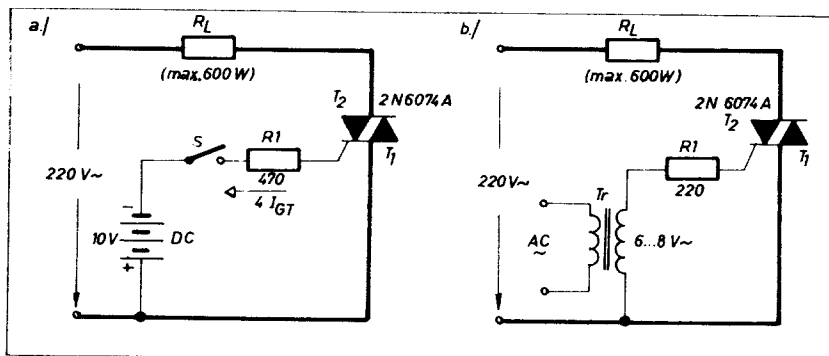 a./
R_L
(max. 600 W)
T_2
2N6074A
T_1
S
R1
470
4 I_GT
220 V~
-
10V
DC
+
b./
R_L
(max. 600W)
2N 6074A
T_2
T_1
R1
220
220V~
Tr
AC
~
6...8 V~